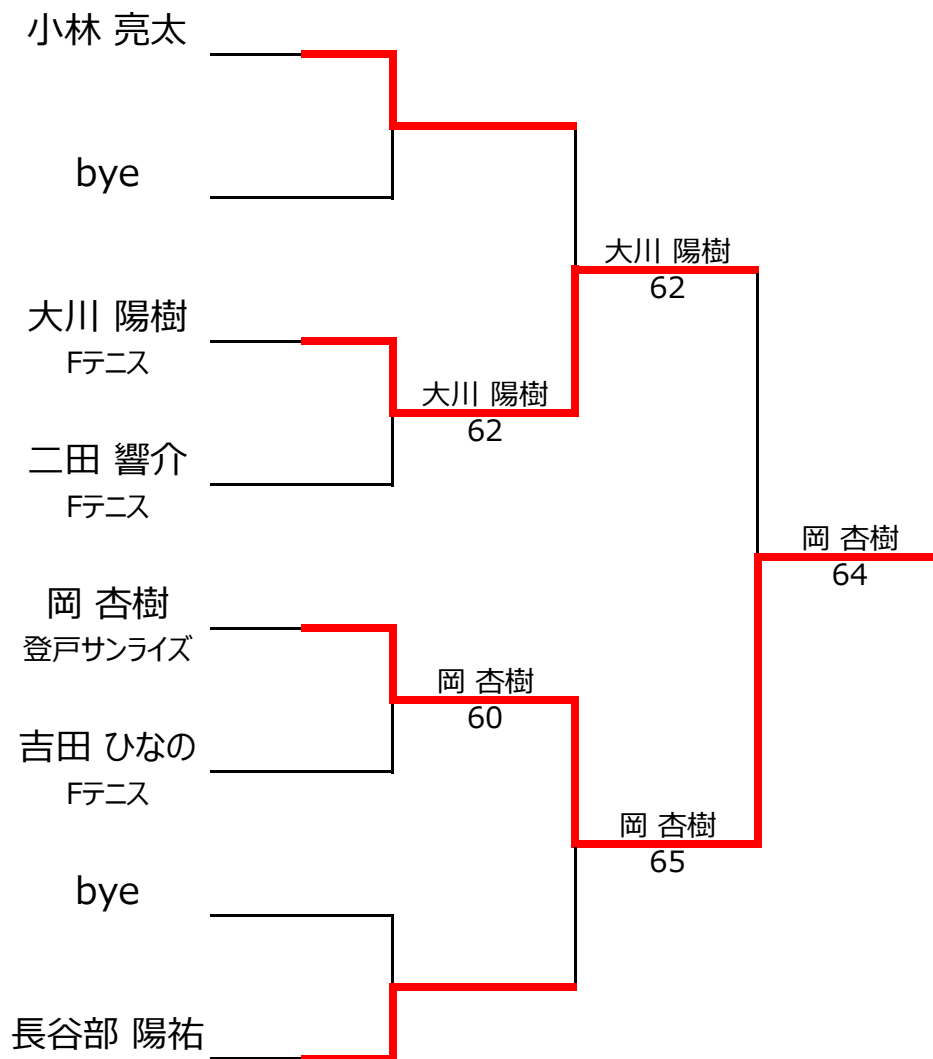 小林 亮太
bye
大川 陽樹
62
大川 陽樹
Fテニス
大川 陽樹
62
二田 響介
Fテニス
岡 杏樹
64
岡 杏樹
登戸サンライズ
岡 杏樹
60
吉田 ひなの
Fテニス
岡 杏樹
65
bye
長谷部 陽祐